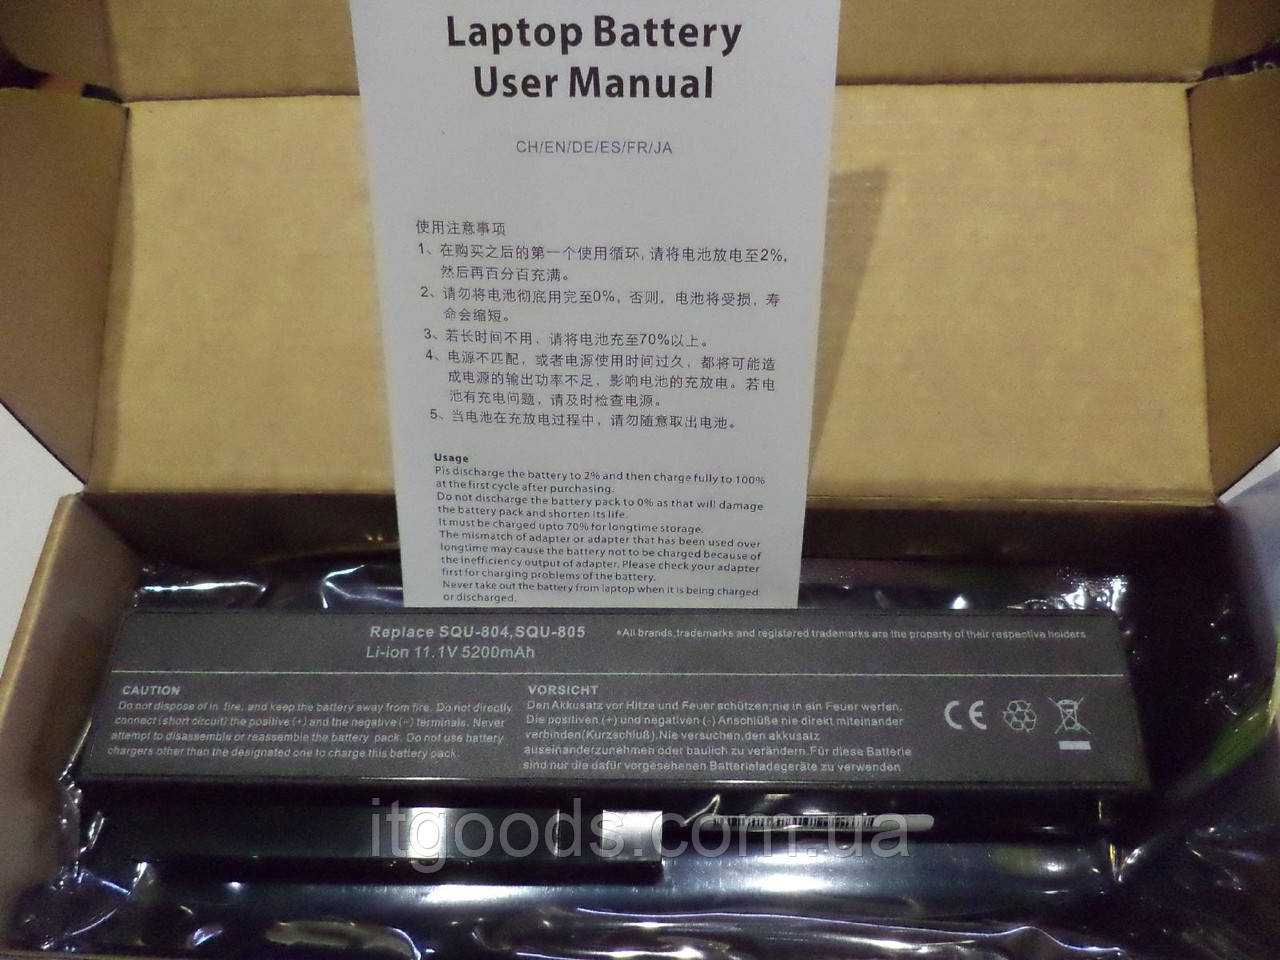 Laptop Battery
User Manual
CH/EN/DE/ES/FR/JA
使用注意事项
1、在购买之后的第一个使用循环, 请将电池放电至2%,
然后再百分百充满。
2、请勿将电池彻底用完至0%，否则，电池将受损，寿
命会缩短。
3、若长时间不用，请将电池充至70%以上。
4、电源不匹配，或者电源使用时间过久，都将可能造
成电源的输出功率不足，影响电池的充放电。若电
池有充电问题，请及时检查电源。
5、当电池在充放电过程中，请勿随意取出电池。
Usage
Pls discharge the battery to 2% and then charge fully to 100%
at the first cycle after purchasing.
Do not discharge the battery pack to 0% as that will damage
the battery pack and shorten its life.
It must be charged upto 70% for longtime storage.
The mismatch of adapter or adapter that has been used over
longtime may cause the battery not to be charged because of
the inefficiency output of adapter. Please check your adapter
first for charging problems of the battery.
Never take out the battery from laptop when it is being charged
or discharged.
Replace SQU-804,SQU-805
*All brands,trademarks and registered trademarks are the property of their respective holders
Li-ion 11.1V 5200mAh
CAUTION
Do not dispose of in fire, and keep the battery away from fire. Do not directly
connect (short circuit) the positive (+) and the negative (-) terminals. Never
attempt to disassemble or reassemble the battery pack. Do not use battery
chargers other than the designated one to charge this battery pack.
VORSICHT
Den Akkusatz vor Hitze und Feuer schützen;nie in ein Feuer werfen.
Die positiven (+) und negativen (-) Anschlüße nie direkt miteinander
verbinden(Kurzschluß).Nie versuchen,den akkusatz
auseinanderzunehmen oder baulich zu verändern.Für diese Batterie
sind nur die dafür vorgesehenen Batterieladegeräte zu verwenden
CE
itgoods.com.ua